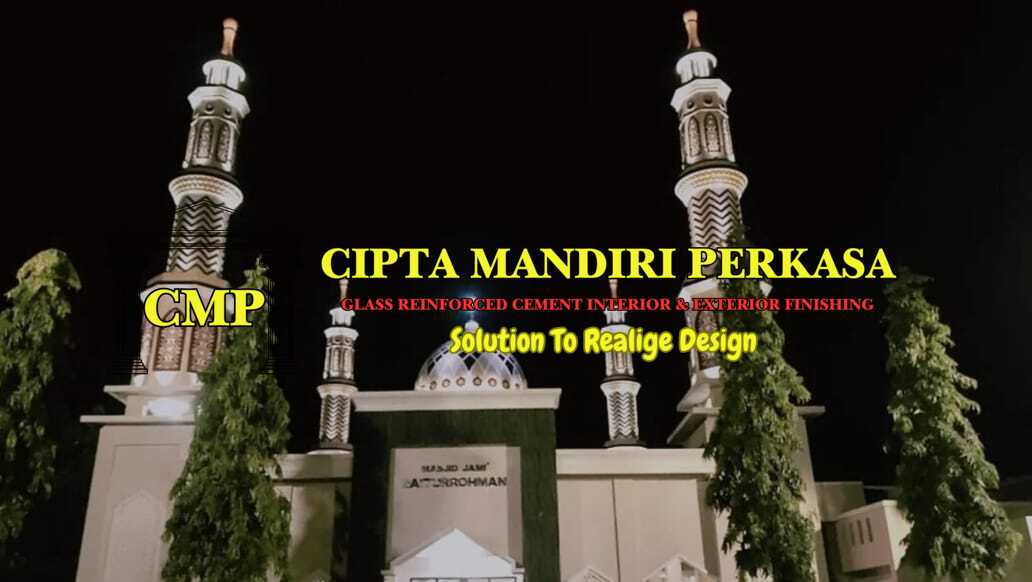 CMP
CIPTA MANDIRI PERKASA
GLASS REINFORCED CEMENT INTERIOR & EXTERIOR FINISHING
Solution To Realige Design
MASJID JAMI'
BAITURROHMAN